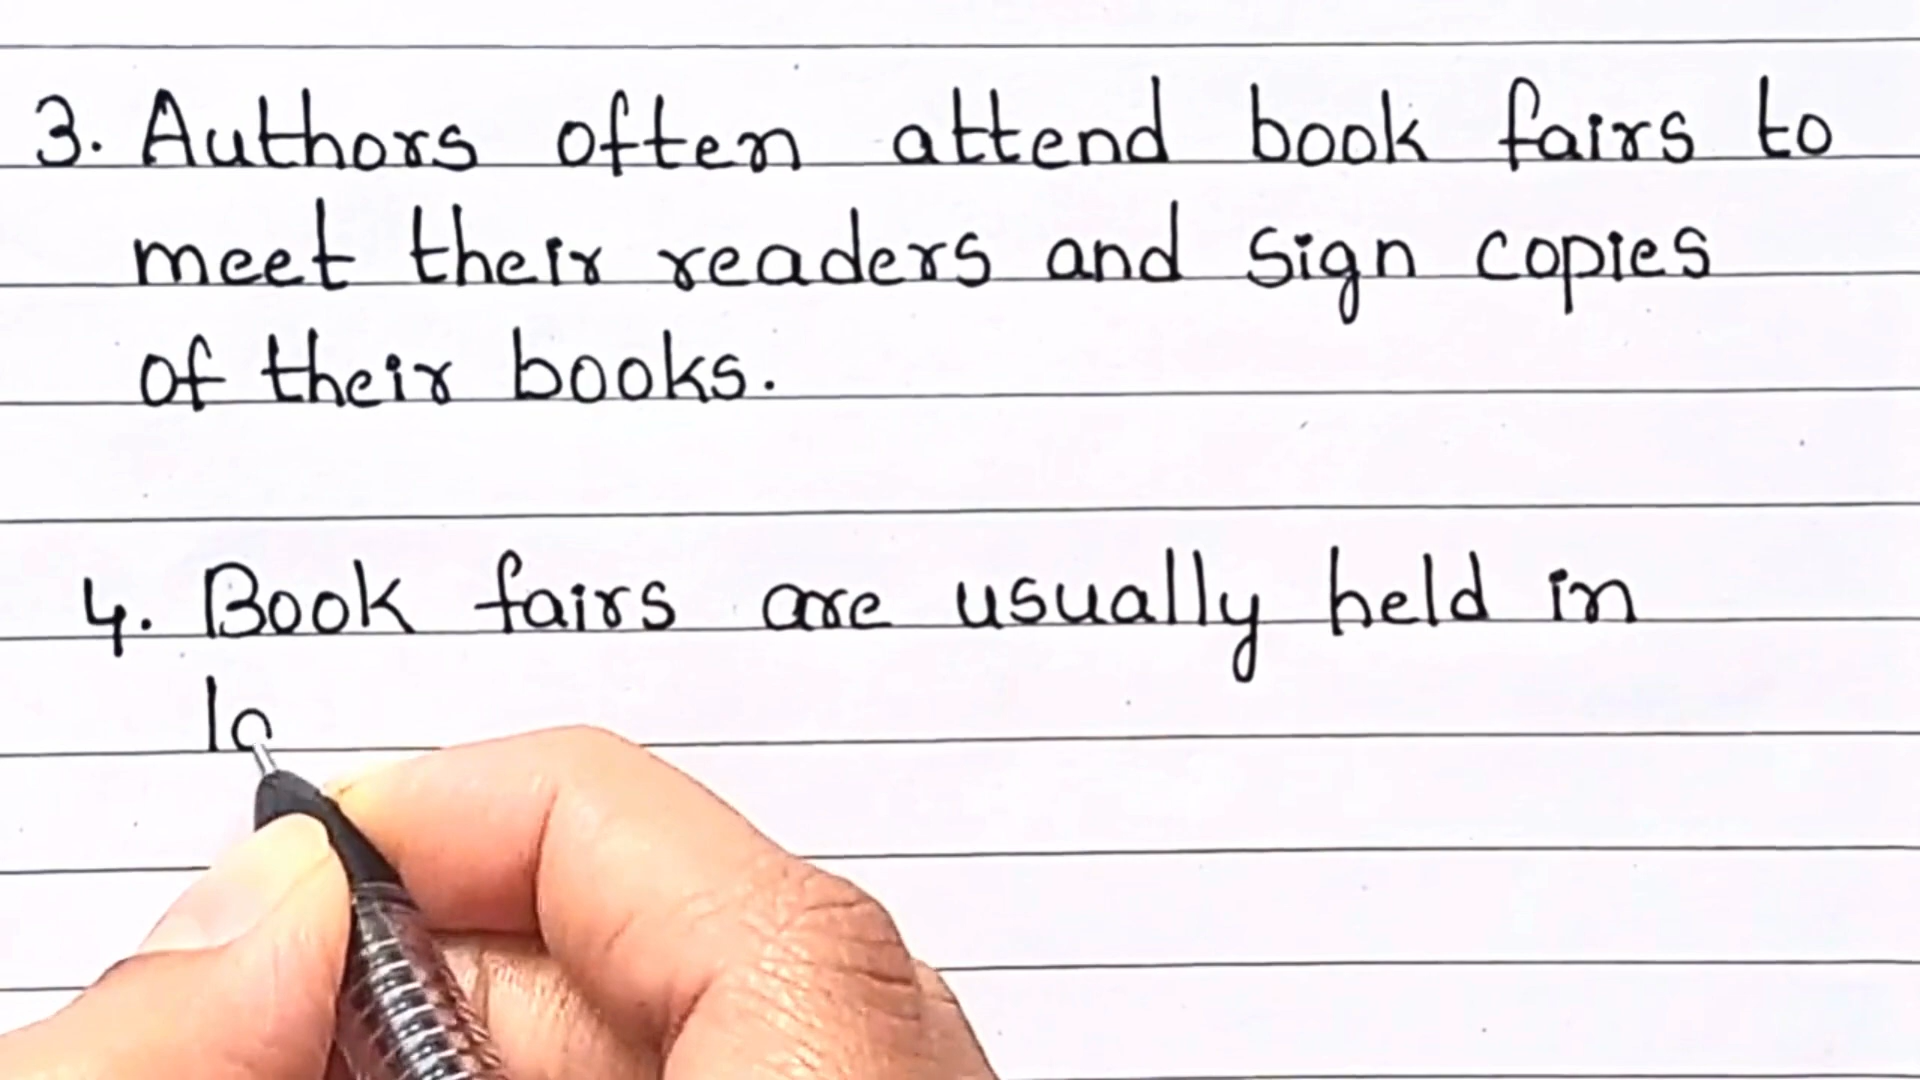 3. Authors often attend book fairs to
meet their readers and sign copies
of their books.
4. Book fairs are usually held in